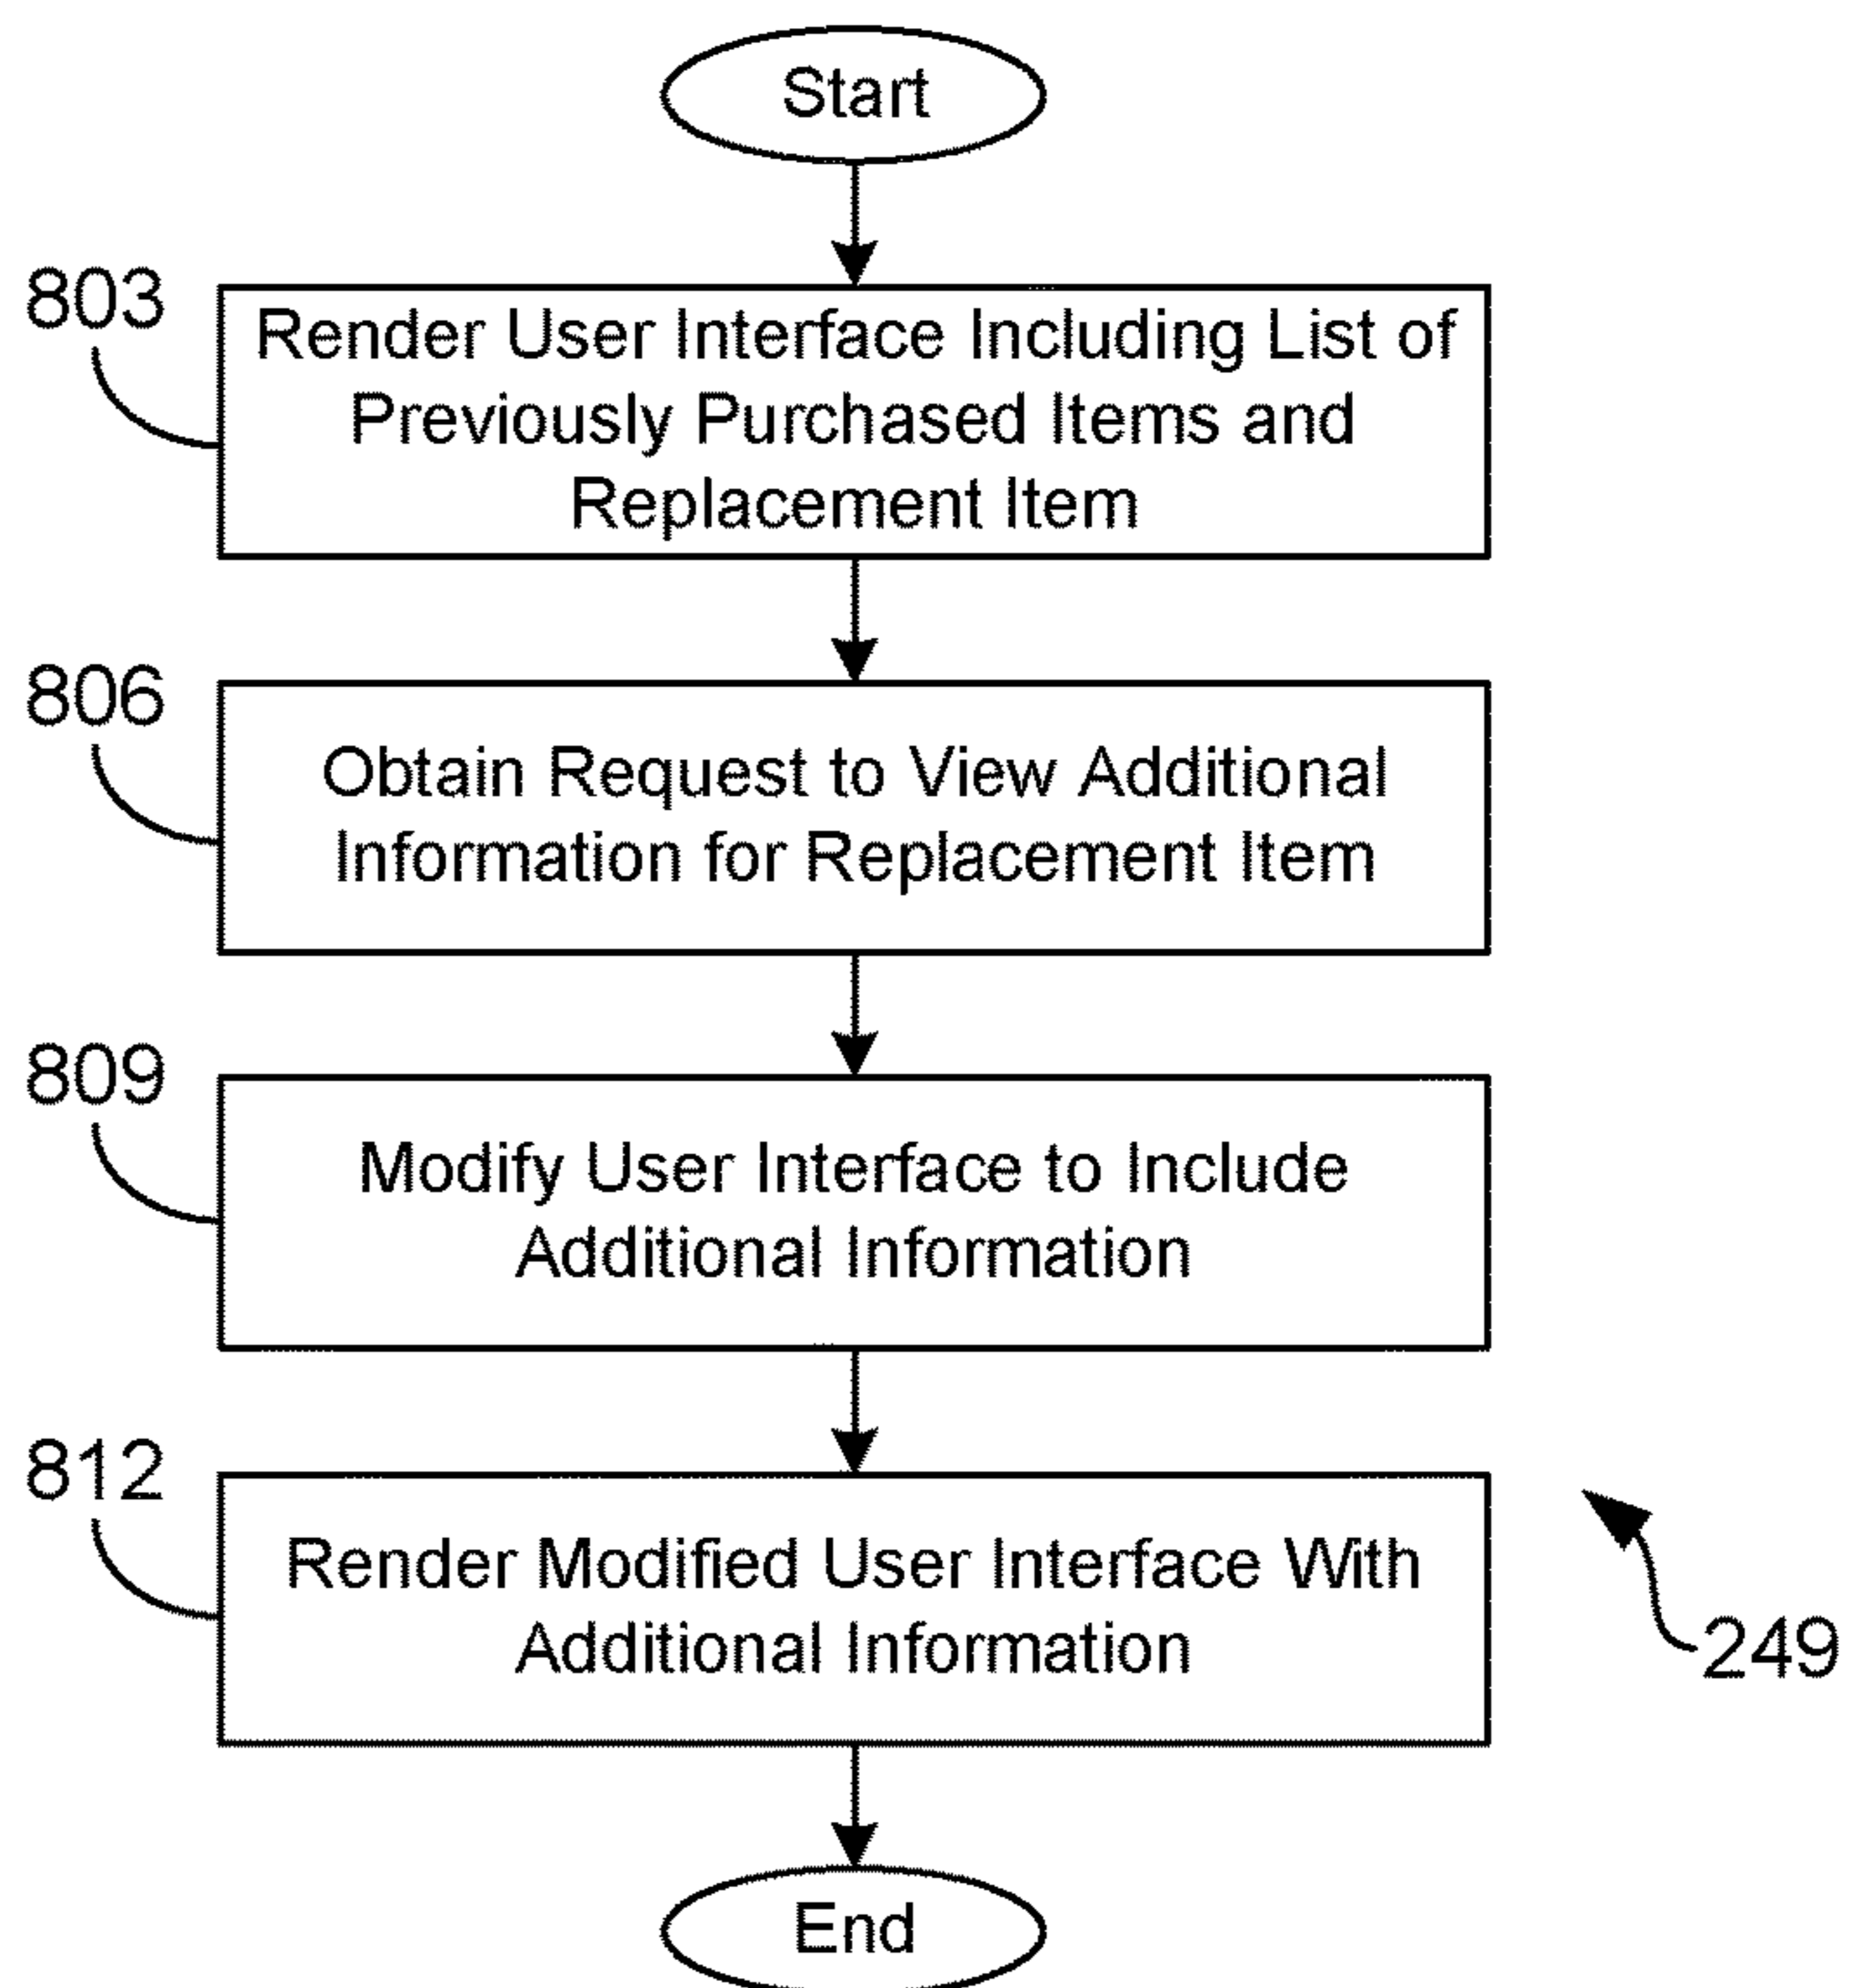 Start
803
Render User Interface Including List of
Previously Purchased Items and
Replacement Item
806
Obtain Request to View Additional
Information for Replacement Item
809
Modify User Interface to Include
Additional Information
812
Render Modified User Interface With
Additional Information
249
End